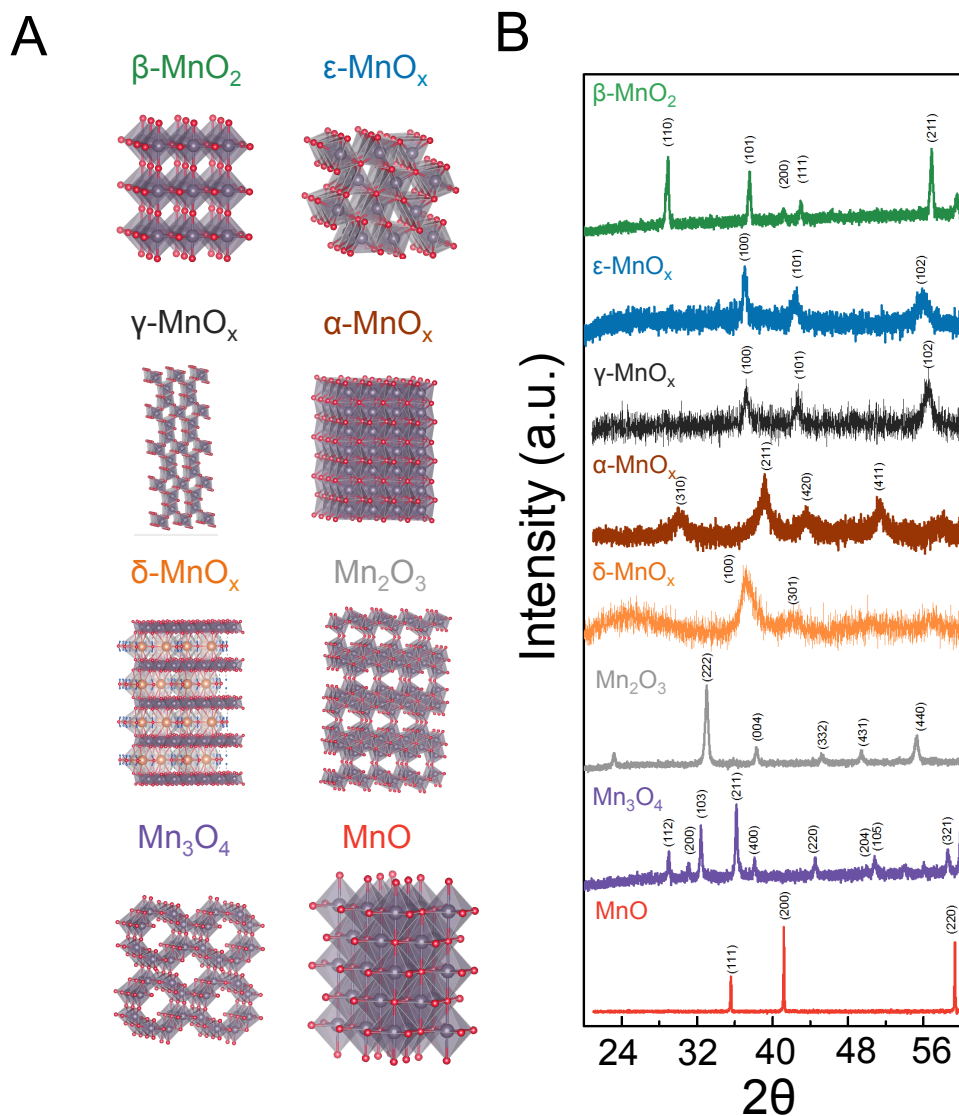 A
β-MnO₂
ε-MnOₓ
γ-MnOₓ
α-MnOₓ
δ-MnOₓ
Mn₂O₃
Mn₃O₄
MnO
B
β-MnO₂
(110)
(101)
(200)
(111)
(211)
ε-MnOₓ
(100)
(101)
(102)
γ-MnOₓ
(100)
(101)
(102)
α-MnOₓ
(310)
(211)
(420)
(411)
δ-MnOₓ
(100)
(301)
Mn₂O₃
(222)
(004)
(332)
(431)
(440)
Mn₃O₄
(112)
(200)
(103)
(211)
(400)
(220)
(204)
(105)
(321)
MnO
(111)
(200)
(220)
Intensity (a.u.)
24 32 40 48 56
2θ